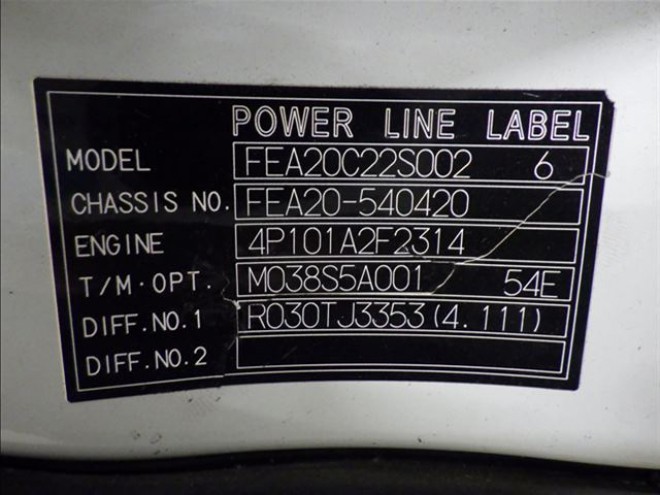 POWER LINE LABEL
MODEL FEA20C22S002 6
CHASSIS NO. FEA20-540420
ENGINE 4P101A2F2314
T/M·OPT. M038S5A001 54E
DIFF.NO.1 R030TJ3353(4.111)
DIFF.NO.2